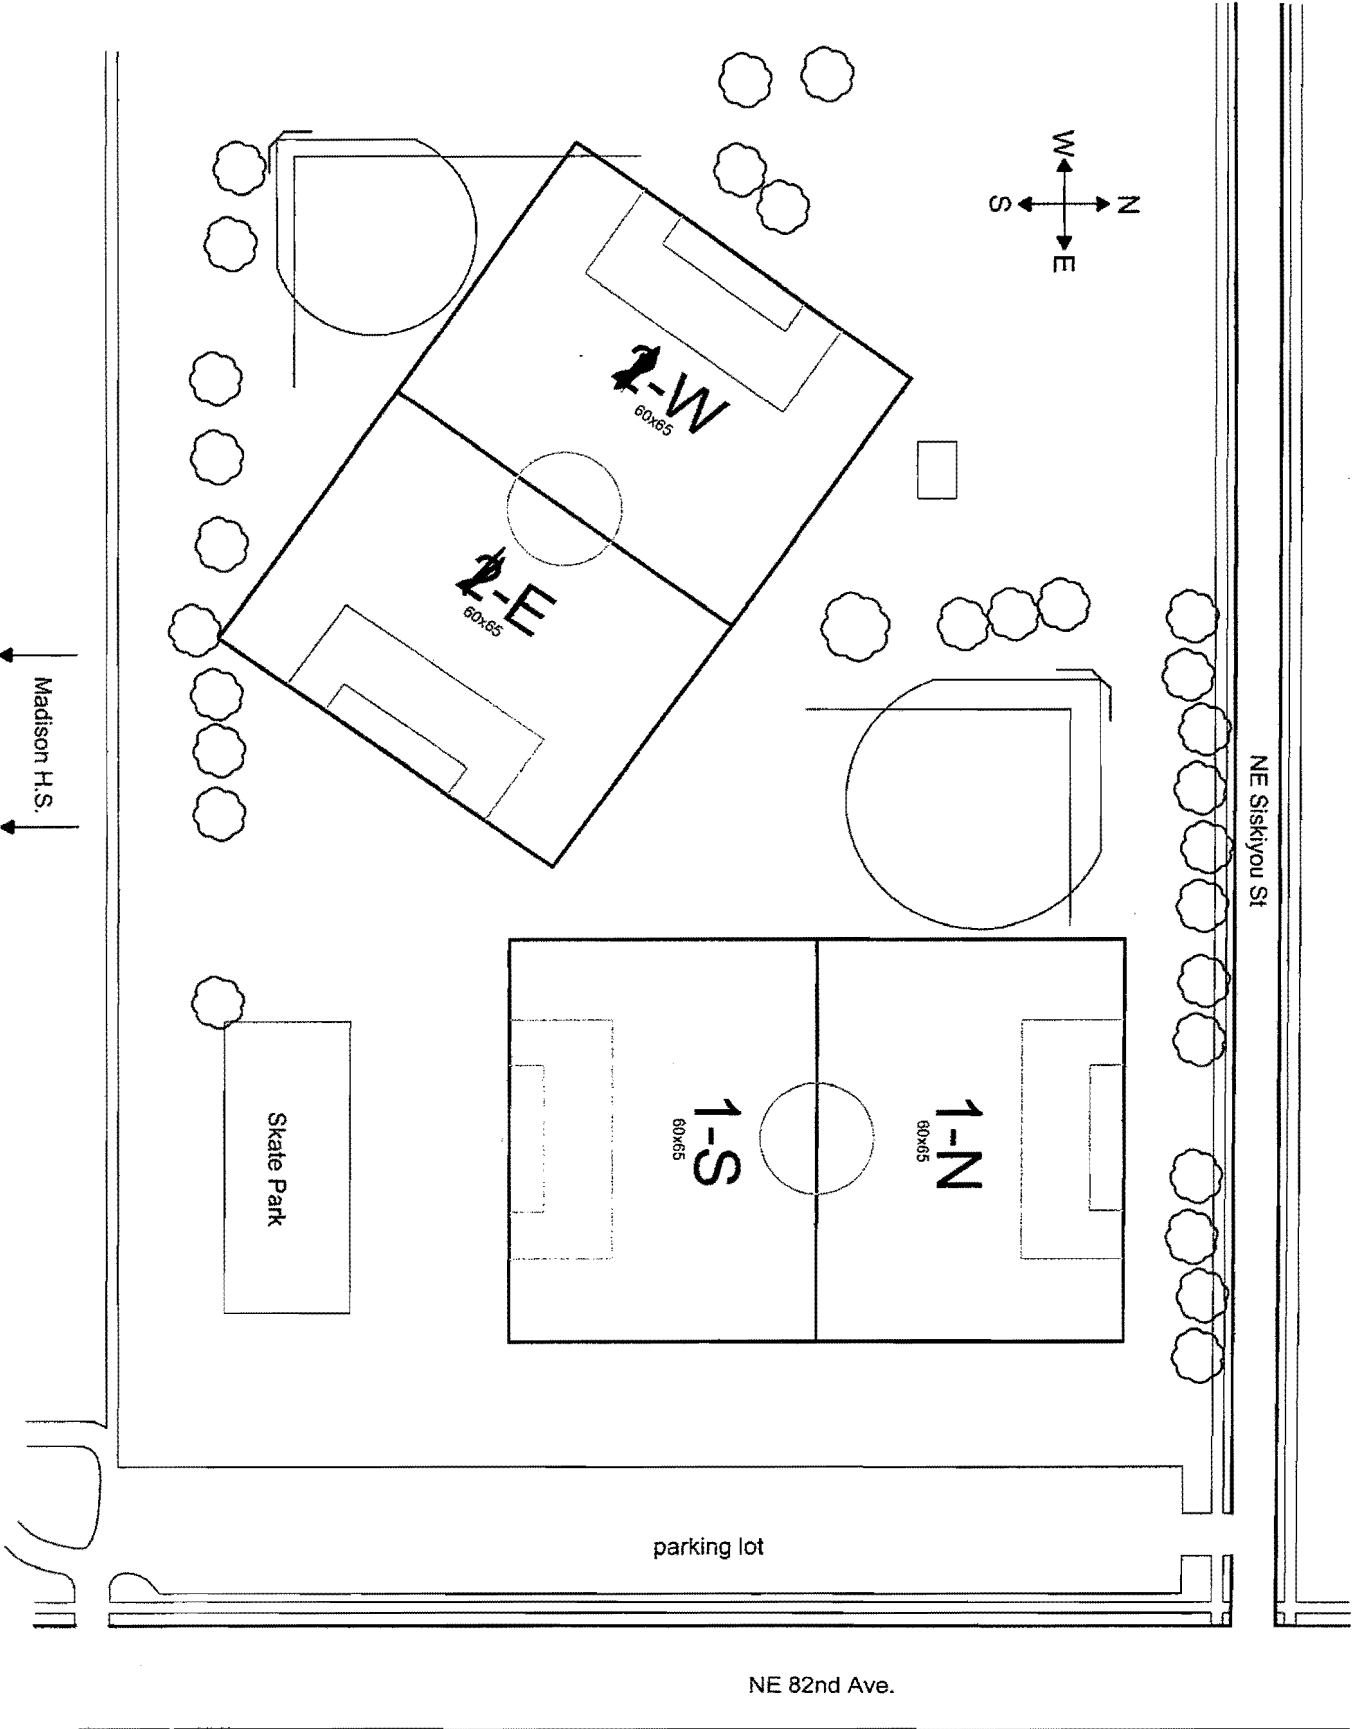 W
N
S
E
2-W
60x65
2-E
60x65
NE Siskiyou St
Madison H.S.
1-S
60x65
1-N
60x65
Skate Park
parking lot
NE 82nd Ave.